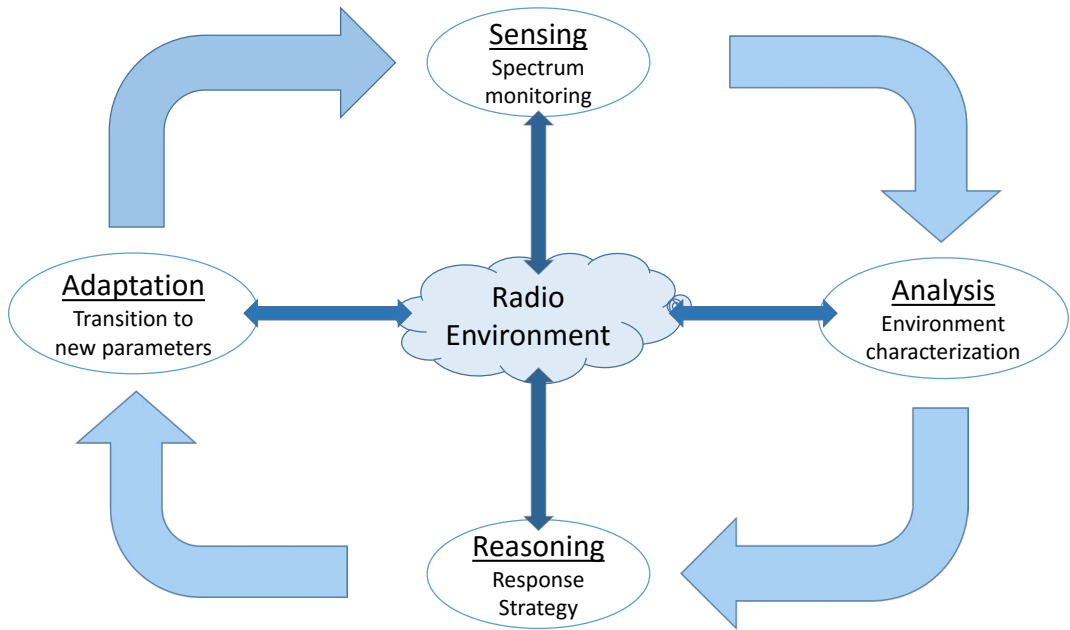 Sensing
Spectrum
monitoring
Adaptation
Transition to
new parameters
Radio
Environment
Analysis
Environment
characterization
Reasoning
Response
Strategy